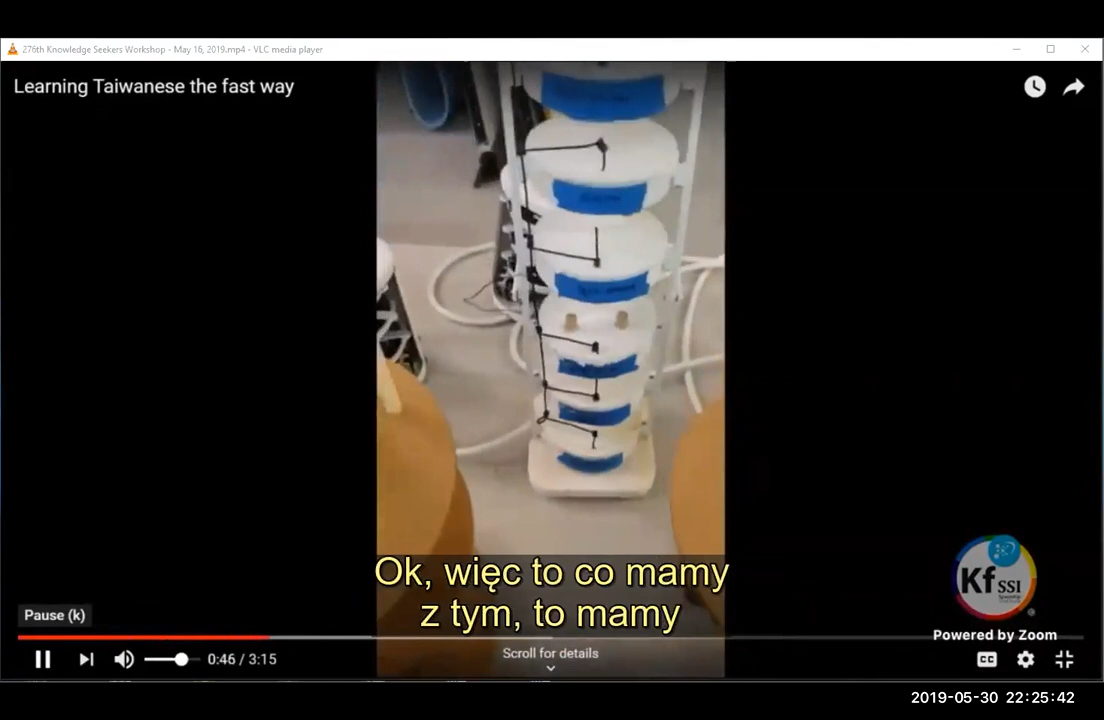 276th Knowledge Seekers Workshop - May 16, 2019.mp4 - VLC media player
Learning Taiwanese the fast way
Ok, więc to co mamy
z tym, to mamy
Kf SSI
Powered by Zoom
Pause (k)
0:46 / 3:15
Scroll for details
CC
2019-05-30 22:25:42